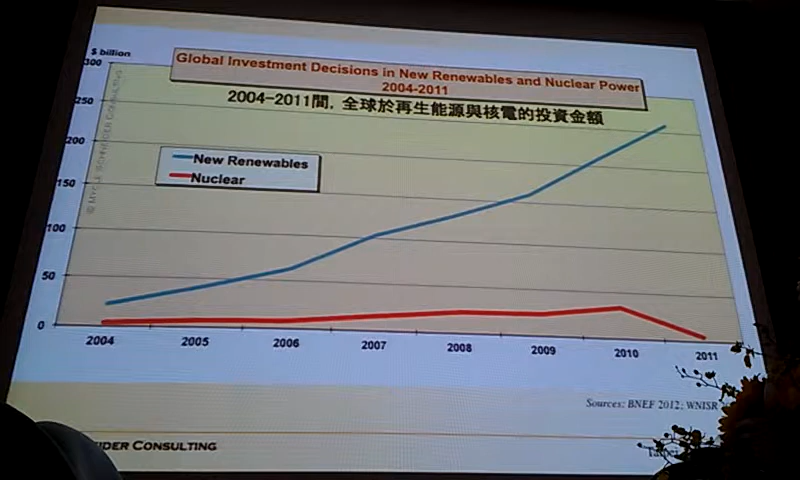 $ billion
Global Investment Decisions in New Renewables and Nuclear Power
2004-2011
2004-2011間, 全球於再生能源與核電的投資金額
300
250
200
150
100
50
0
New Renewables
Nuclear
© MYCLE SCHNEIDER CONSULTING
2004 2005 2006 2007 2008 2009 2010 2011
Sources: BNEF 2012; WNISR
IDER CONSULTING